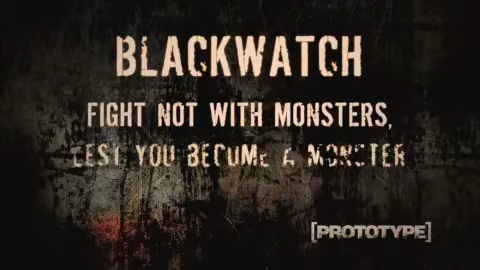 BLACKWATCH
FIGHT NOT WITH MONSTERS,
LEST YOU BECOME A MONSTER
[PROTOTYPE]